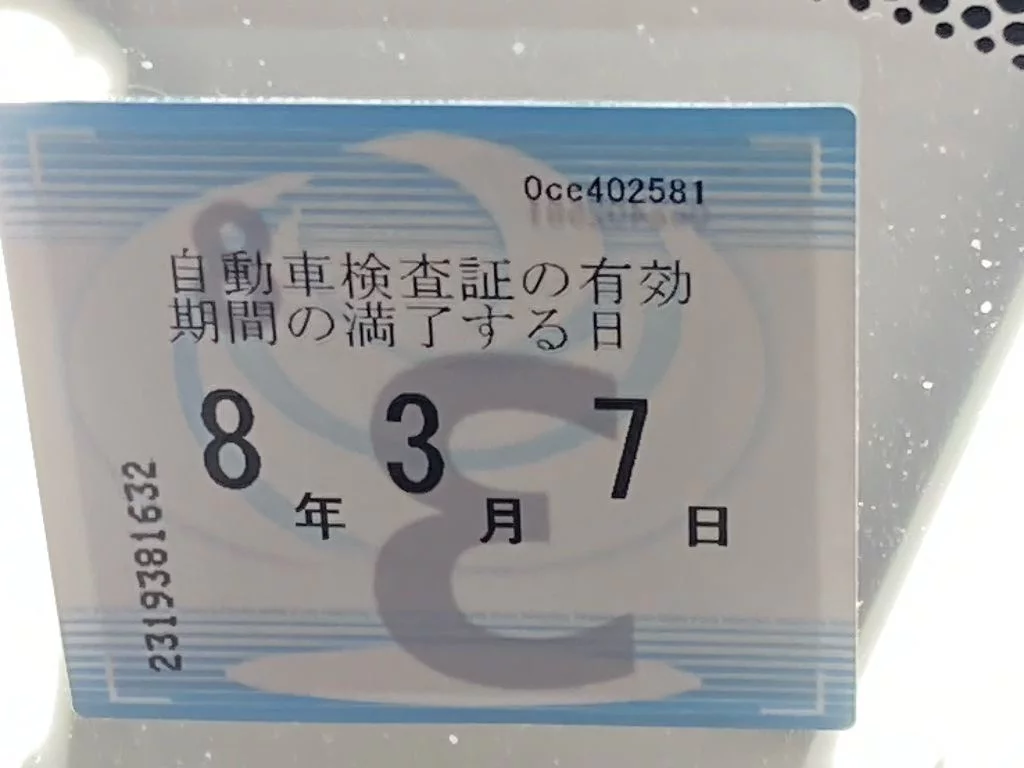 0cc402581
自動車検査証の有効
期間の満了する日
8年 3月 7日
2319381632